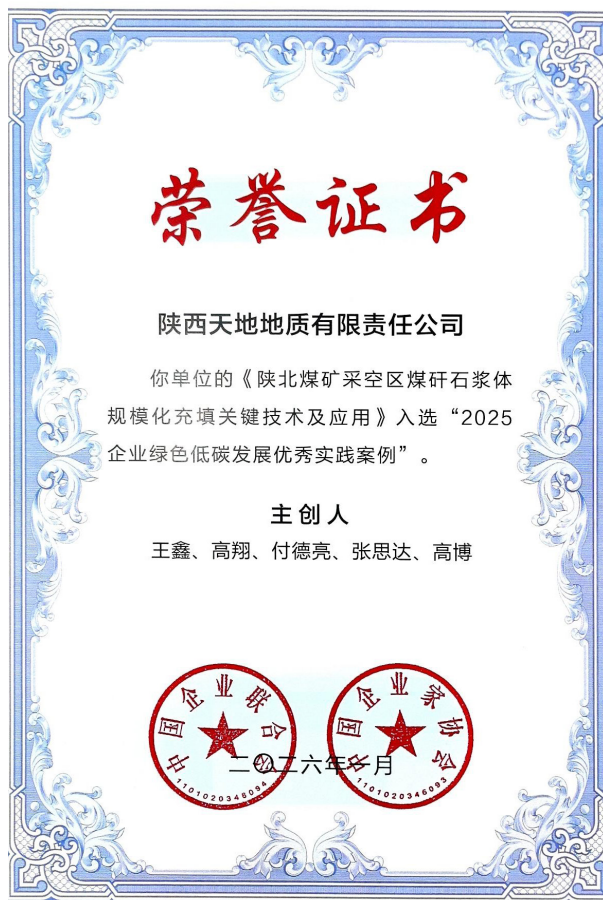 荣誉证书
陕西天地地质有限责任公司
你单位的《陕北煤矿采空区煤矸石浆体
规模化充填关键技术及应用》入选“2025
企业绿色低碳发展优秀实践案例”。
主创人
王鑫、高翔、付德亮、张思达、高博
中国企业联合会
1101020346094
中国企业家协会
1101020346093
二〇二六年一月